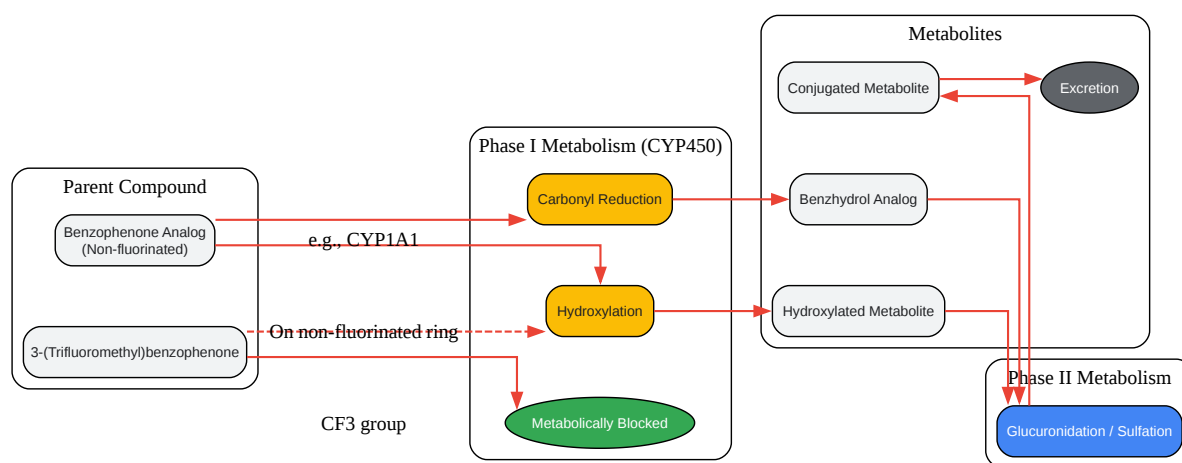 Parent Compound
Benzophenone Analog
(Non-fluorinated)
3-(Trifluoromethyl)benzophenone
e.g., CYP1A1
On non-fluorinated ring
CF3 group
Phase I Metabolism (CYP450)
Carbonyl Reduction
Hydroxylation
Metabolically Blocked
Metabolites
Conjugated Metabolite
Excretion
Benzhydrol Analog
Hydroxylated Metabolite
Phase II Metabolism
Glucuronidation / Sulfation